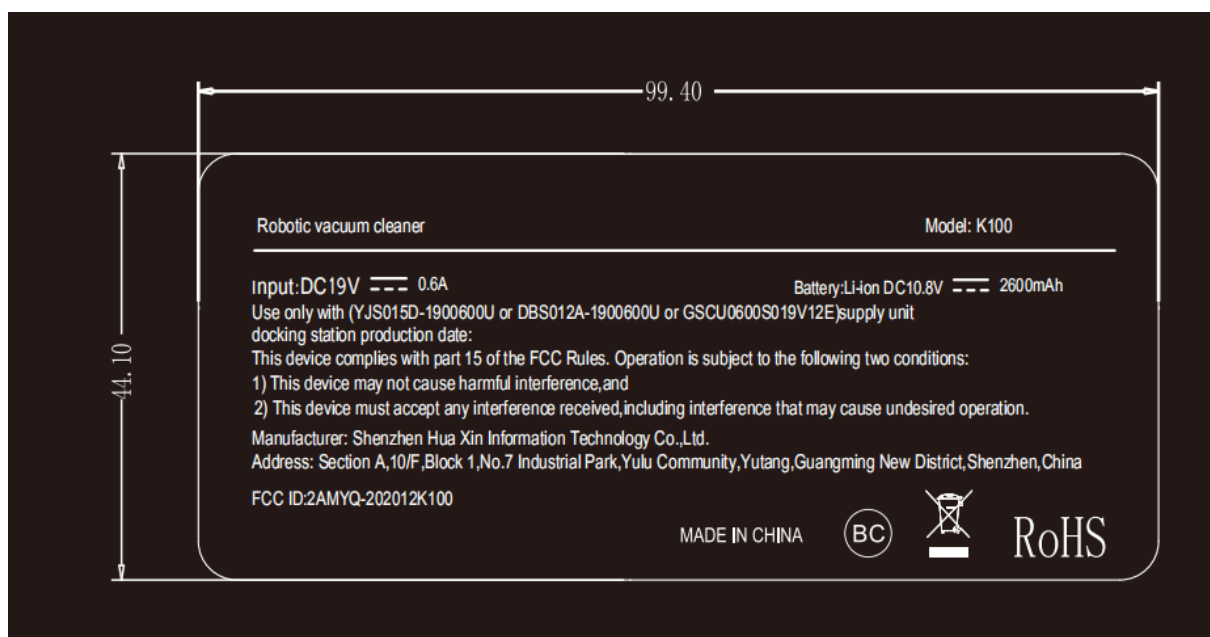 99.40
44.10
Robotic vacuum cleaner Model: K100
Input:DC19V 0.6A Battery:Li-ion DC10.8V 2600mAh
Use only with (YJS015D-1900600U or DBS012A-1900600U or GSCU0600S019V12E)supply unit
docking station production date:
This device complies with part 15 of the FCC Rules. Operation is subject to the following two conditions:
1) This device may not cause harmful interference,and
2) This device must accept any interference received,including interference that may cause undesired operation.
Manufacturer: Shenzhen Hua Xin Information Technology Co.,Ltd.
Address: Section A,10/F,Block 1,No.7 Industrial Park,Yulu Community,Yutang,Guangming New District,Shenzhen,China
FCC ID:2AMYQ-202012K100
MADE IN CHINA BC RoHS